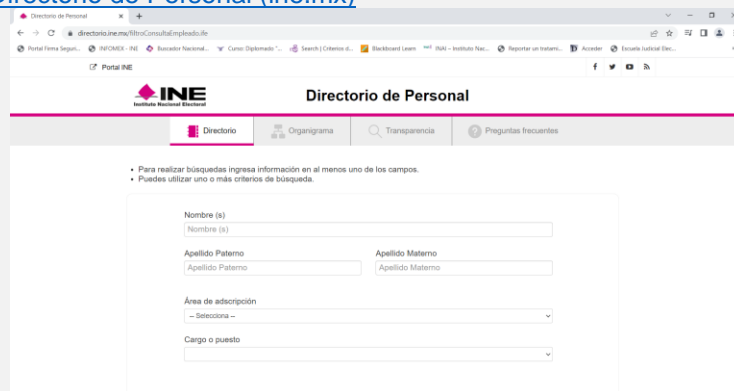 Directorio de Personal (ine.mx)
Directorio de Personal
directorio.ine.mx/filtroConsultaEmpleado.ife
Portal Firma Seguri... INFOMEX - INE Buscador Nacional... Curso: Diplomado "... Search | Criterios d... Blackboard Learn INAI – Instituto Nac... Reportar un tratami... Acceder Escuela Judicial Elec...
Portal INE
INE
Instituto Nacional Electoral
Directorio de Personal
Directorio Organigrama Transparencia Preguntas frecuentes
• Para realizar búsquedas ingresa información en al menos uno de los campos.
• Puedes utilizar uno o más criterios de búsqueda.
Nombre (s)
Nombre (s)
Apellido Paterno Apellido Materno
Apellido Paterno Apellido Materno
Área de adscripción
-- Selecciona --
Cargo o puesto